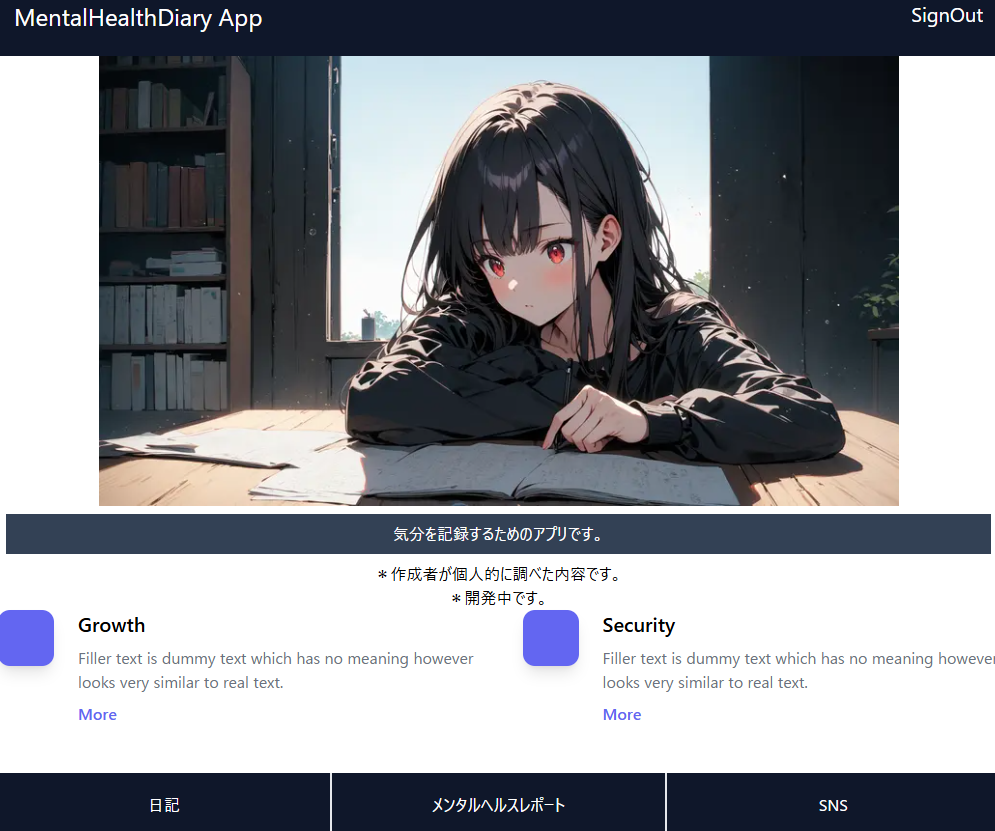 MentalHealthDiary App
SignOut
気分を記録するためのアプリです。
＊作成者が個人的に調べた内容です。
＊開発中です。
Growth
Filler text is dummy text which has no meaning however
looks very similar to real text.
More
Security
Filler text is dummy text which has no meaning however
looks very similar to real text.
More
日記
メンタルヘルスレポート
SNS